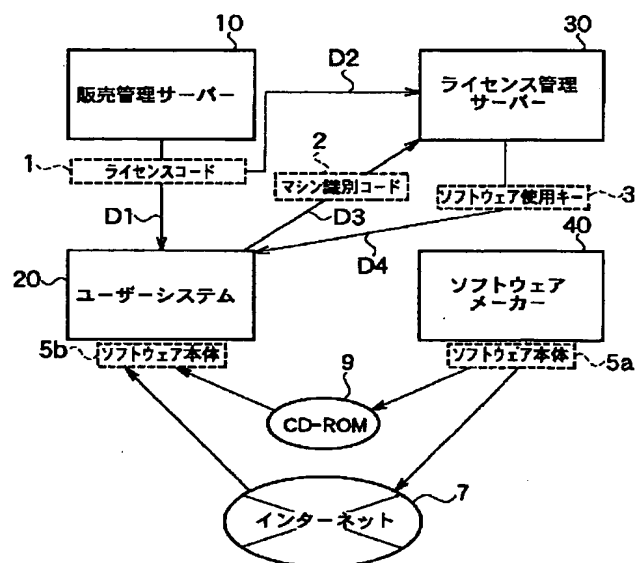 10
販売管理サーバー
30
ライセンス管理
サーバー
D2
1
ライセンスコード
2
マシン識別コード
ソフトウェア使用キー
3
D1
D3
D4
20
ユーザーシステム
40
ソフトウェア
メーカー
5b
ソフトウェア本体
ソフトウェア本体
5a
9
CD-ROM
7
インターネット